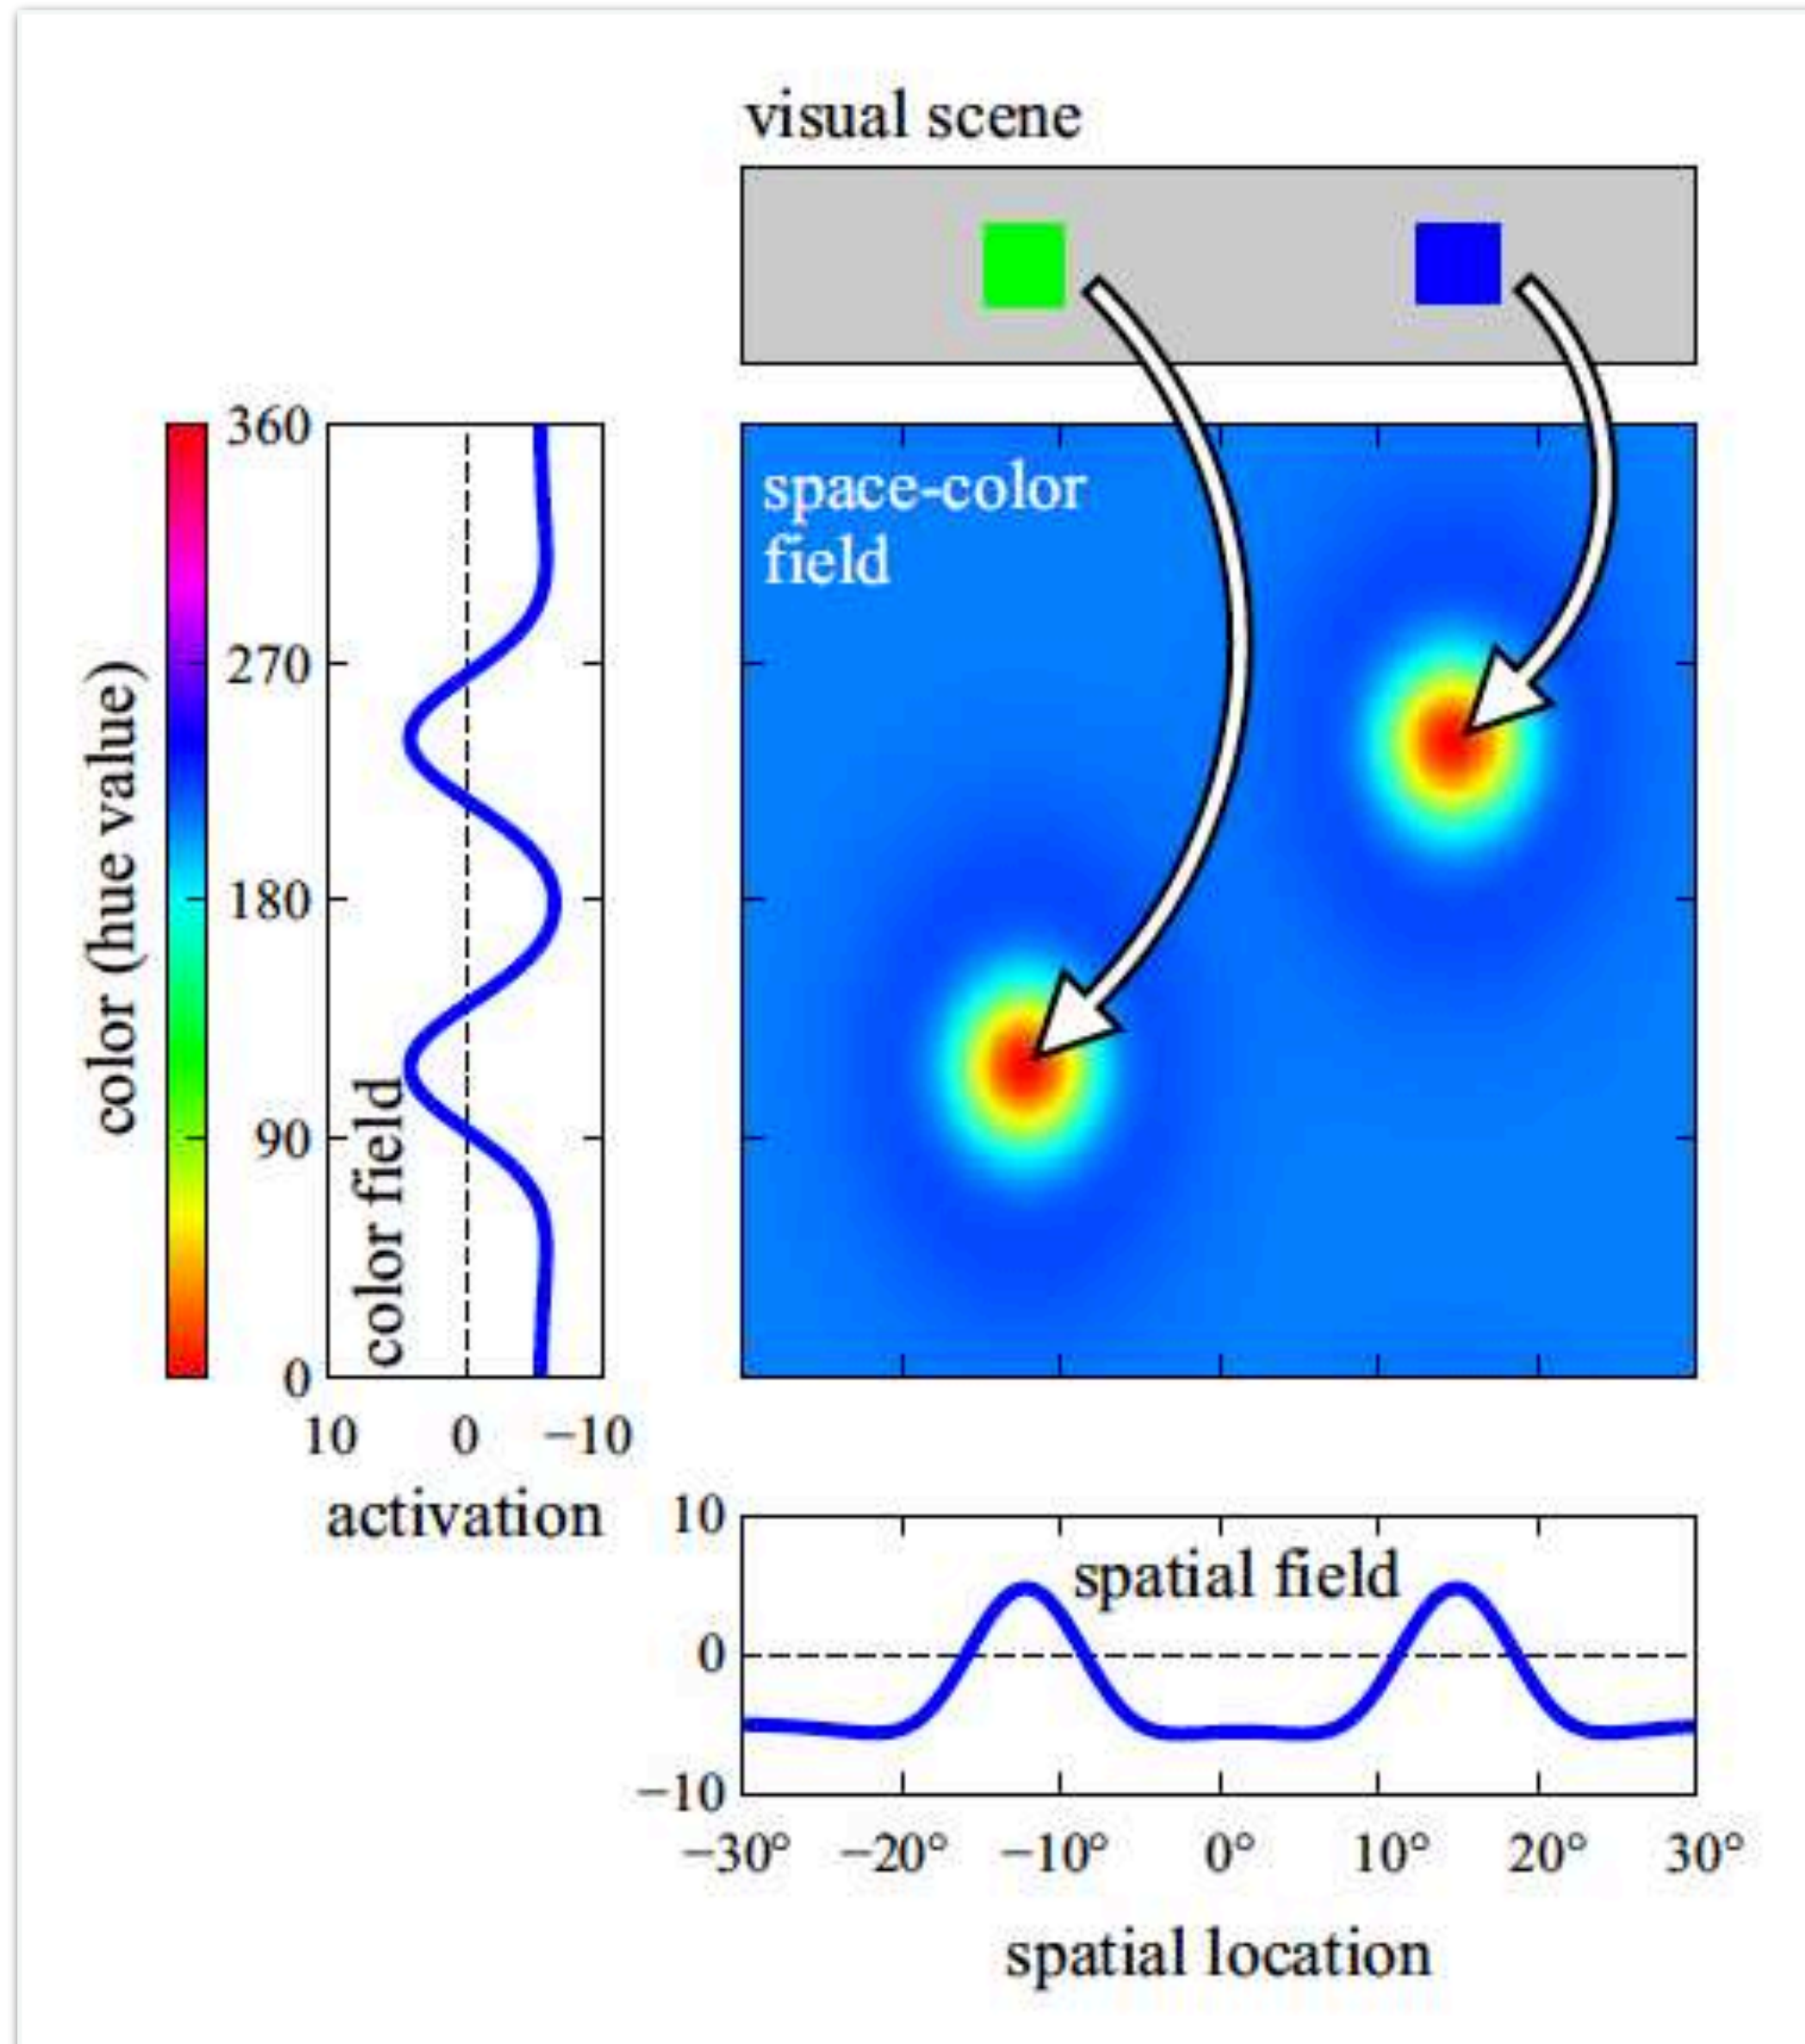 visual scene
space-color
field
color (hue value)
360
270
180
90
0
color field
10 0 −10
activation
spatial field
10
0
−10
−30° −20° −10° 0° 10° 20° 30°
spatial location